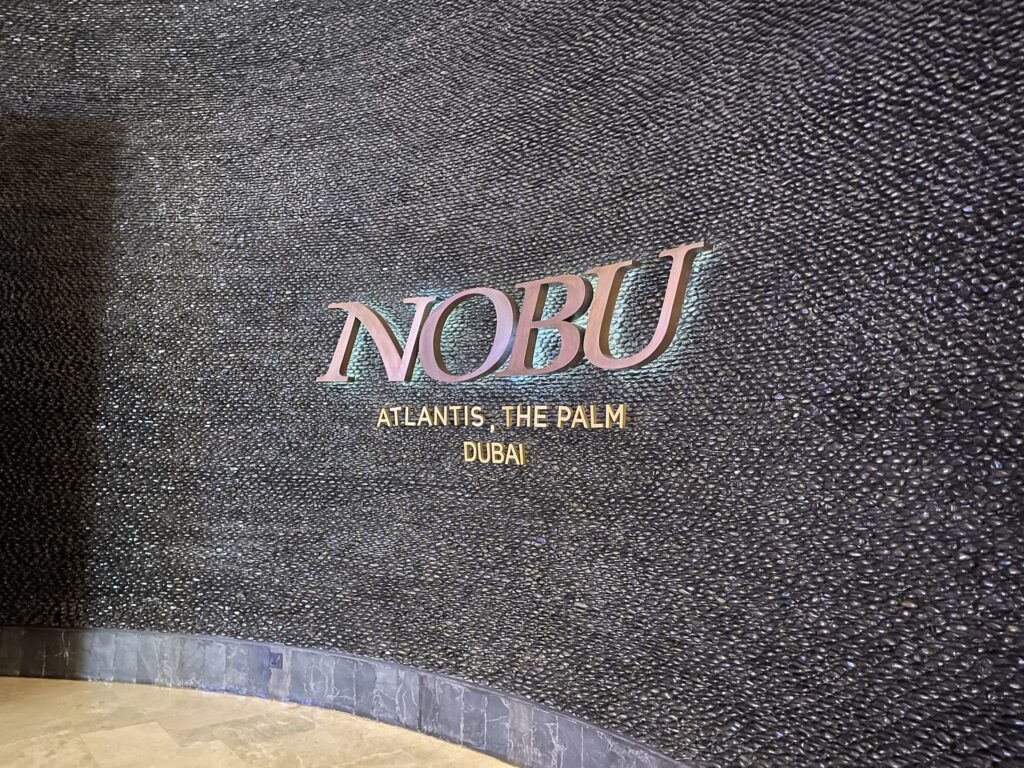 NOBU
ATLANTIS, THE PALM
DUBAI